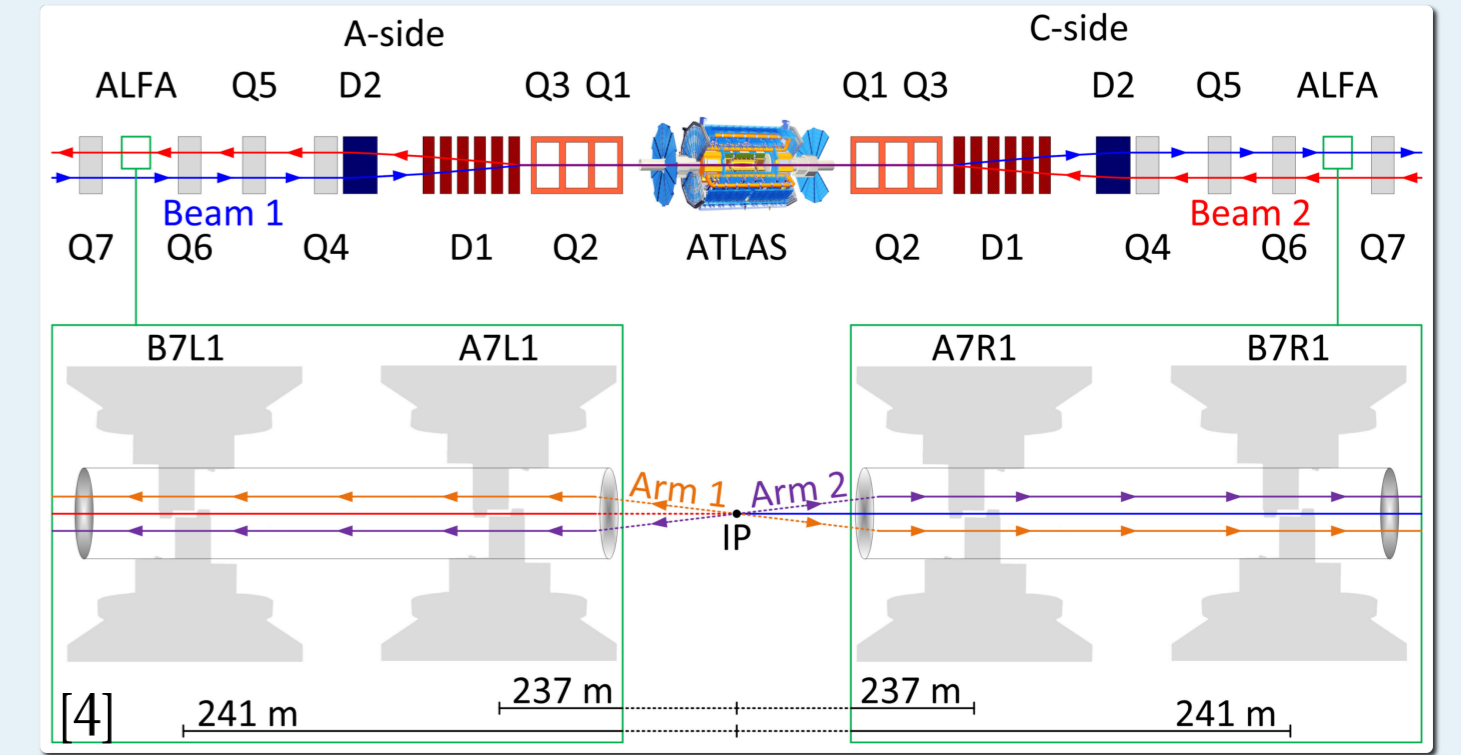 A-side C-side
ALFA Q5 D2 Q3 Q1 Q1 Q3 D2 Q5 ALFA
Beam 1 Beam 2
Q7 Q6 Q4 D1 Q2 ATLAS Q2 D1 Q4 Q6 Q7
B7L1 A7L1 A7R1 B7R1
Arm 1 Arm 2
IP
237 m 237 m
[4] 241 m 241 m